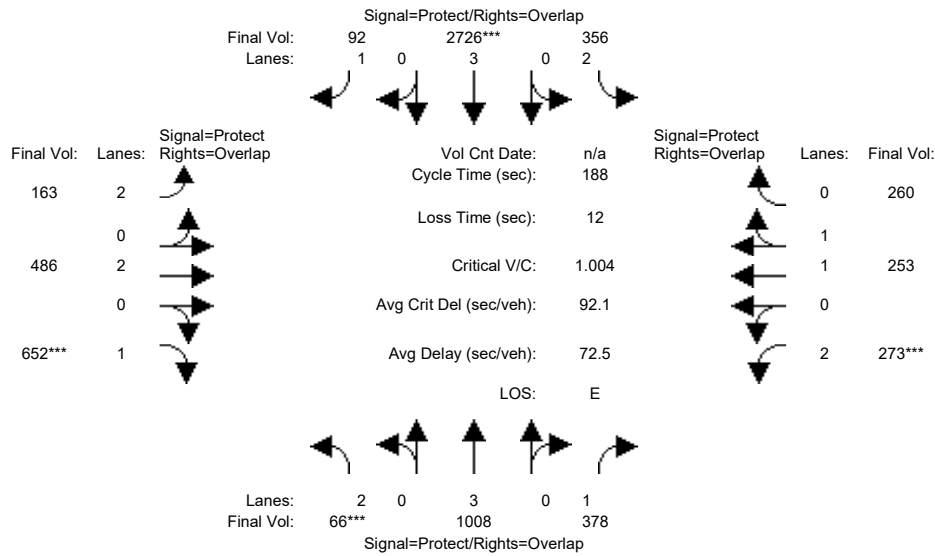 Signal=Protect/Rights=Overlap
Final Vol: 92 2726*** 356
Lanes: 1 0 3 0 2
Signal=Protect Signal=Protect
Final Vol: Lanes: Rights=Overlap Vol Cnt Date: n/a Rights=Overlap Lanes: Final Vol:
Cycle Time (sec): 188
163 2 0 260
Loss Time (sec): 12
0 1
486 2 Critical V/C: 1.004 1 253
0 Avg Crit Del (sec/veh): 92.1 0
652*** 1 Avg Delay (sec/veh): 72.5 2 273***
LOS: E
Lanes: 2 0 3 0 1
Final Vol: 66*** 1008 378
Signal=Protect/Rights=Overlap